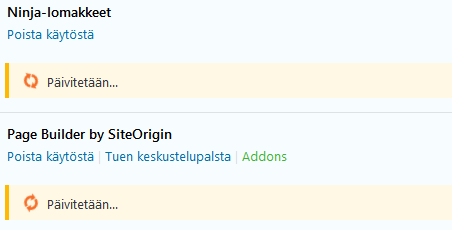 Ninja-lomakkeet
Poista käytöstä
Päivitetään...
Page Builder by SiteOrigin
Poista käytöstä | Tuen keskustelupalsta | Addons
Päivitetään...